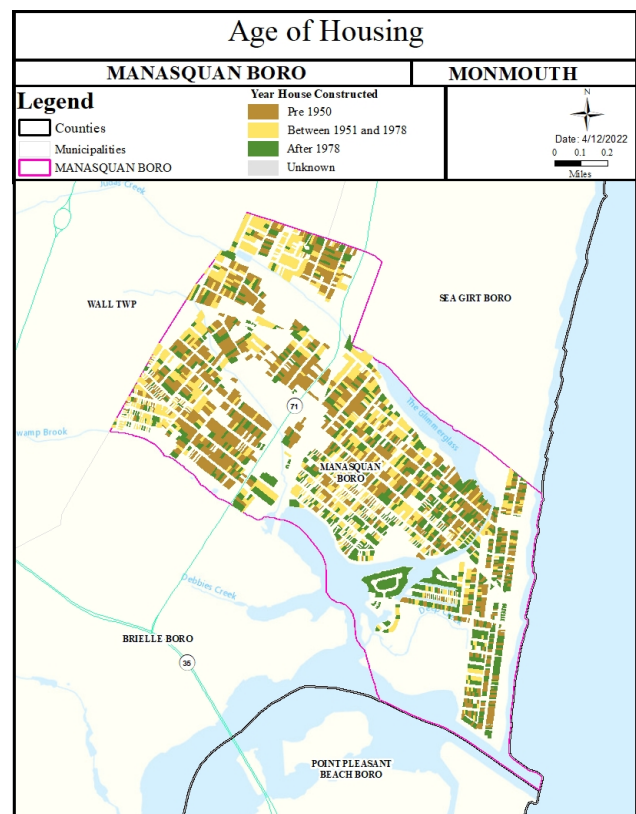 Age of Housing
MANASQUAN BORO
MONMOUTH
Legend
Counties
Municipalities
MANASQUAN BORO
Year House Constructed
Pre 1950
Between 1951 and 1978
After 1978
Unknown
N
Date: 4/12/2022
0 0.1 0.2
Miles
Creek
WALL TWP
SEA GIRT BORO
The Glimmerglass
71
wamp Brook
MANASQUAN
BORO
Debbies Creek
BRIELLE BORO
35
POINT PLEASANT
BEACH BORO